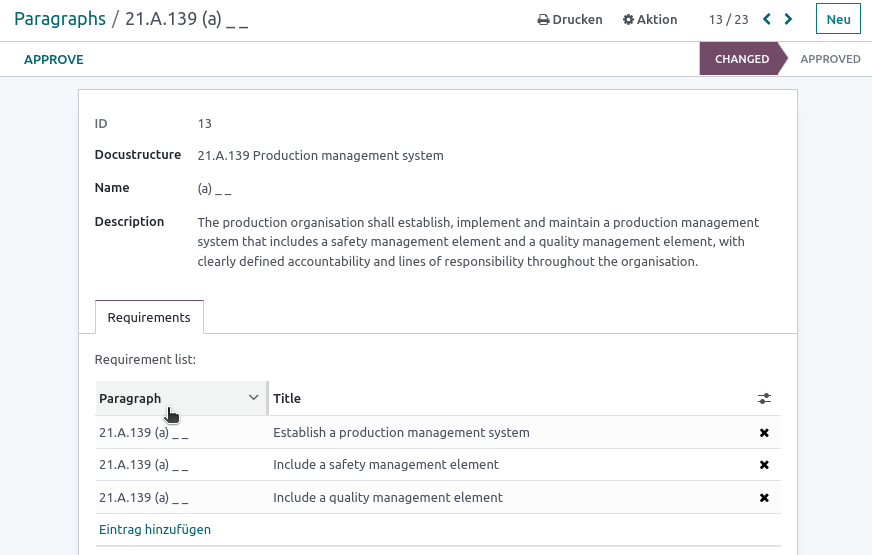 Paragraphs / 21.A.139 (a) _ _ Drucken Aktion 13 / 23 Neu
APPROVE CHANGED APPROVED
ID 13
Docustructure 21.A.139 Production management system
Name (a) _ _
Description The production organisation shall establish, implement and maintain a production management
system that includes a safety management element and a quality management element, with
clearly defined accountability and lines of responsibility throughout the organisation.
Requirements
Requirement list:
Paragraph Title
21.A.139 (a) _ _ Establish a production management system
21.A.139 (a) _ _ Include a safety management element
21.A.139 (a) _ _ Include a quality management element
Eintrag hinzufügen